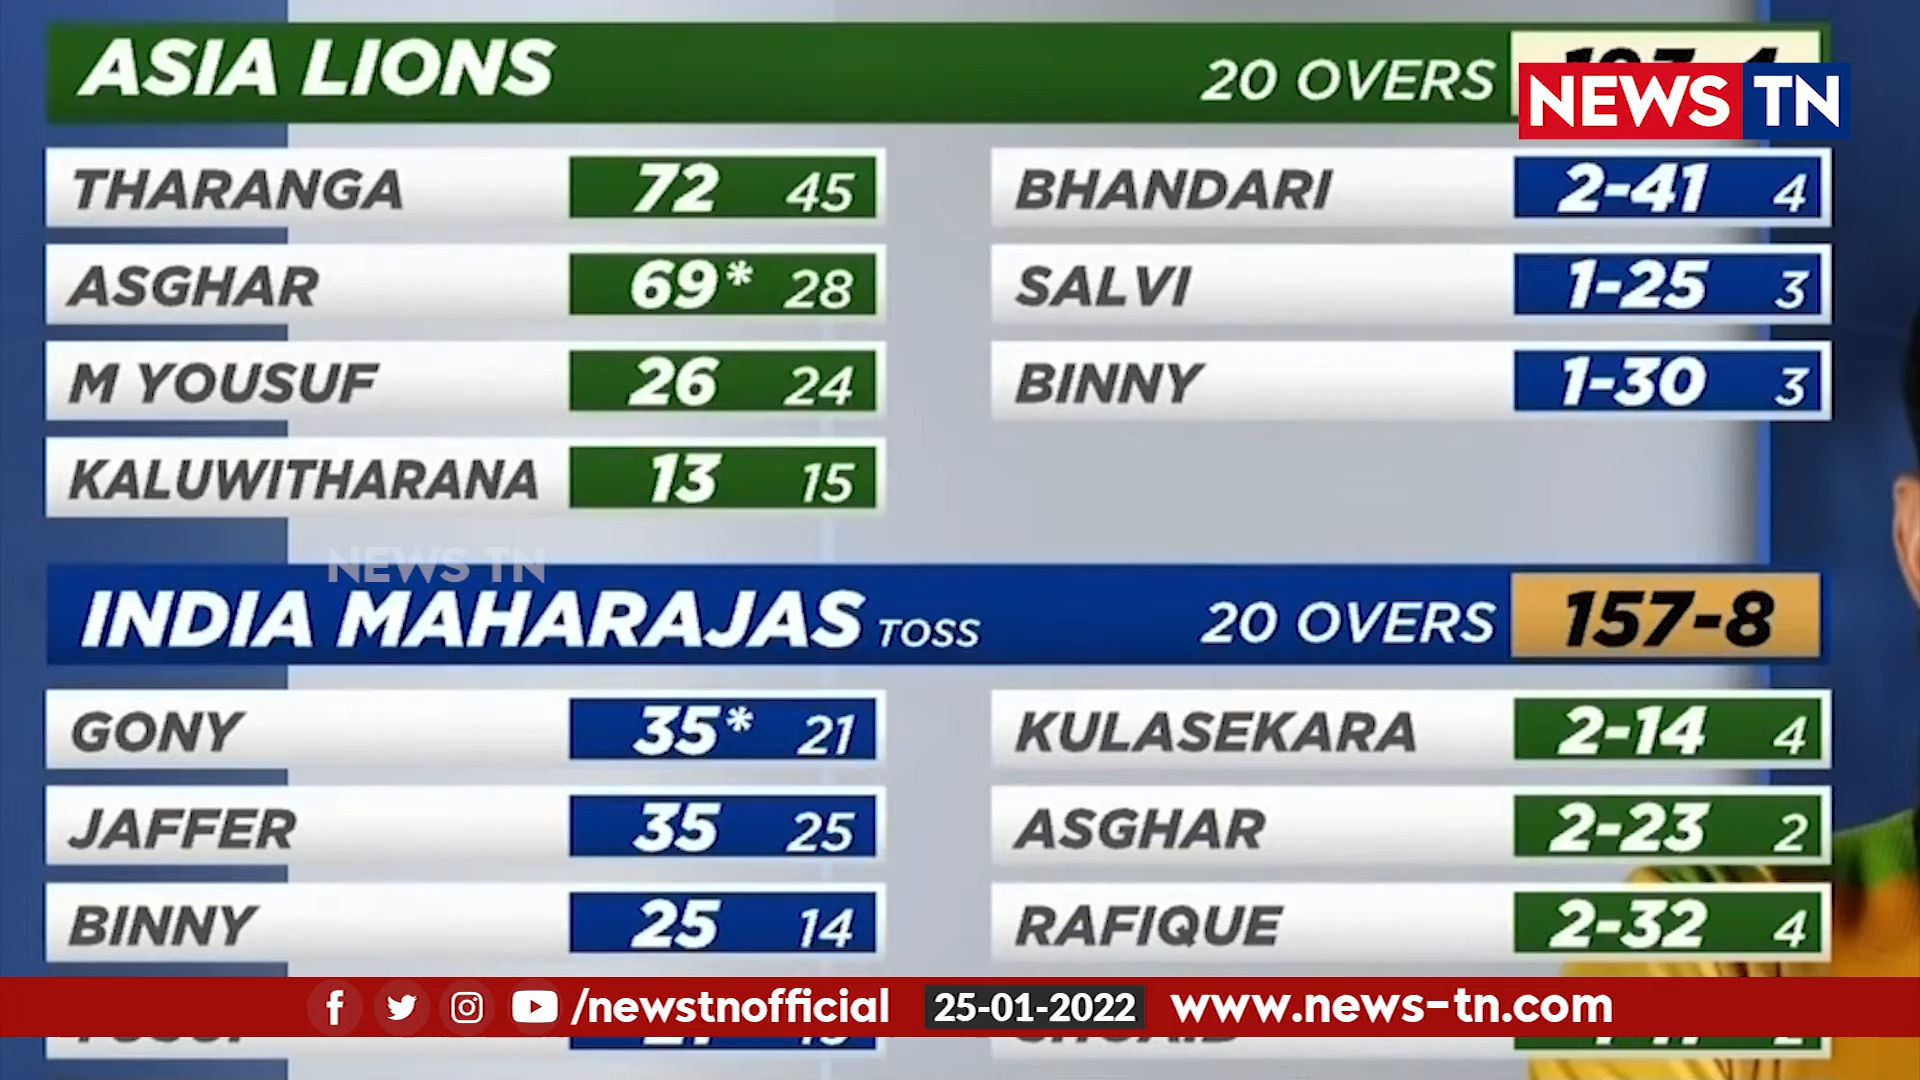 ASIA LIONS 20 OVERS
NEWS TN
THARANGA 72 45 BHANDARI 2-41 4
ASGHAR 69* 28 SALVI 1-25 3
M YOUSUF 26 24 BINNY 1-30 3
KALUWITHARANA 13 15
NEWS TN
INDIA MAHARAJAS TOSS 20 OVERS 157-8
GONY 35* 21 KULASEKARA 2-14 4
JAFFER 35 25 ASGHAR 2-23 2
BINNY 25 14 RAFIQUE 2-32 4
/newstnofficial 25-01-2022 www.news-tn.com